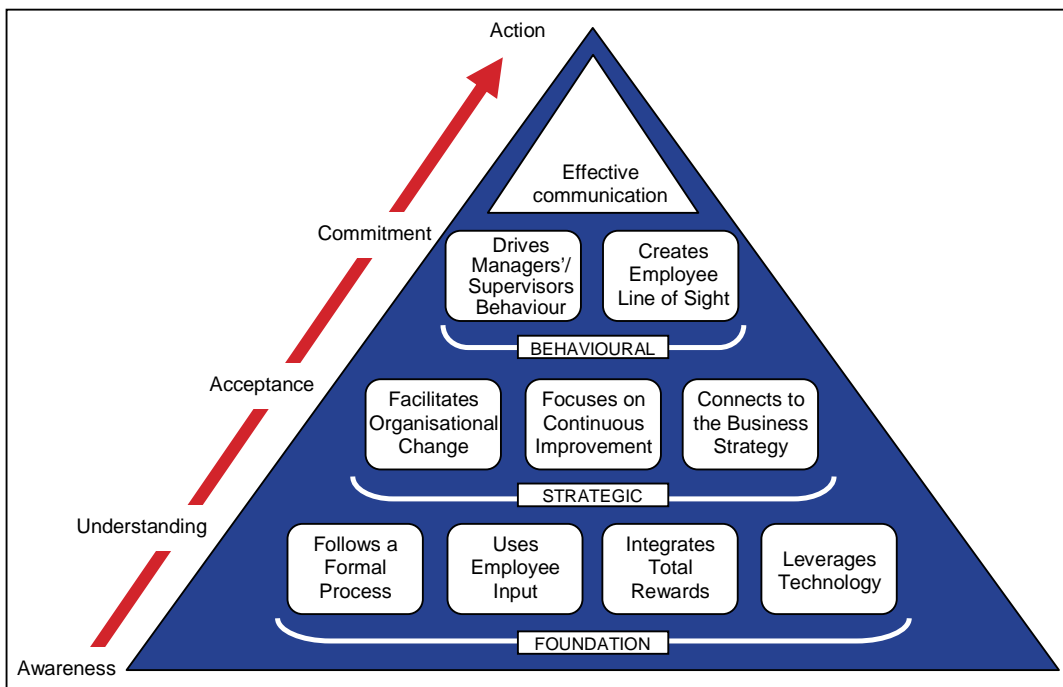 Action
Effective
communication
Commitment
Drives
Managers'/
Supervisors
Behaviour
Creates
Employee
Line of Sight
BEHAVIOURAL
Acceptance
Facilitates
Organisational
Change
Focuses on
Continuous
Improvement
Connects to
the Business
Strategy
STRATEGIC
Understanding
Follows a
Formal
Process
Uses
Employee
Input
Integrates
Total
Rewards
Leverages
Technology
FOUNDATION
Awareness